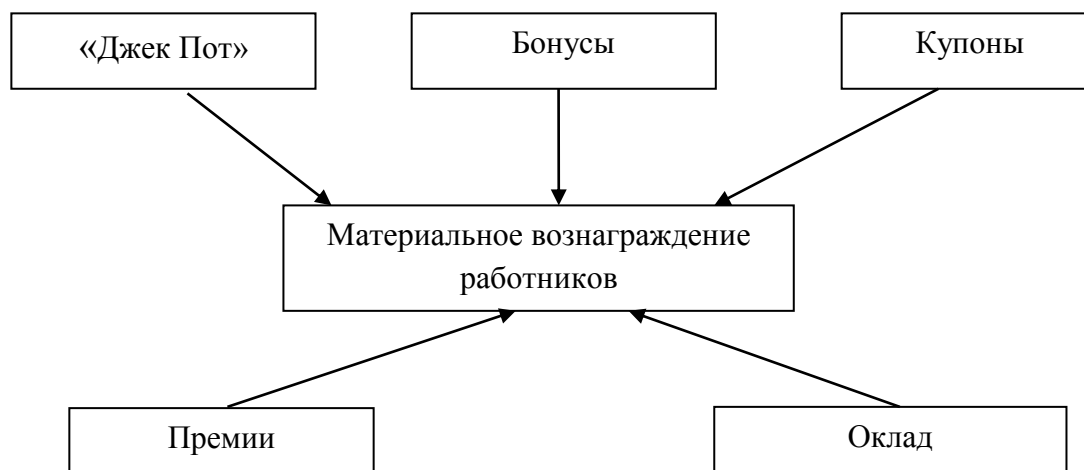 «Джек Пот»
Бонусы
Купоны
Материальное вознаграждение
работников
Премии
Оклад